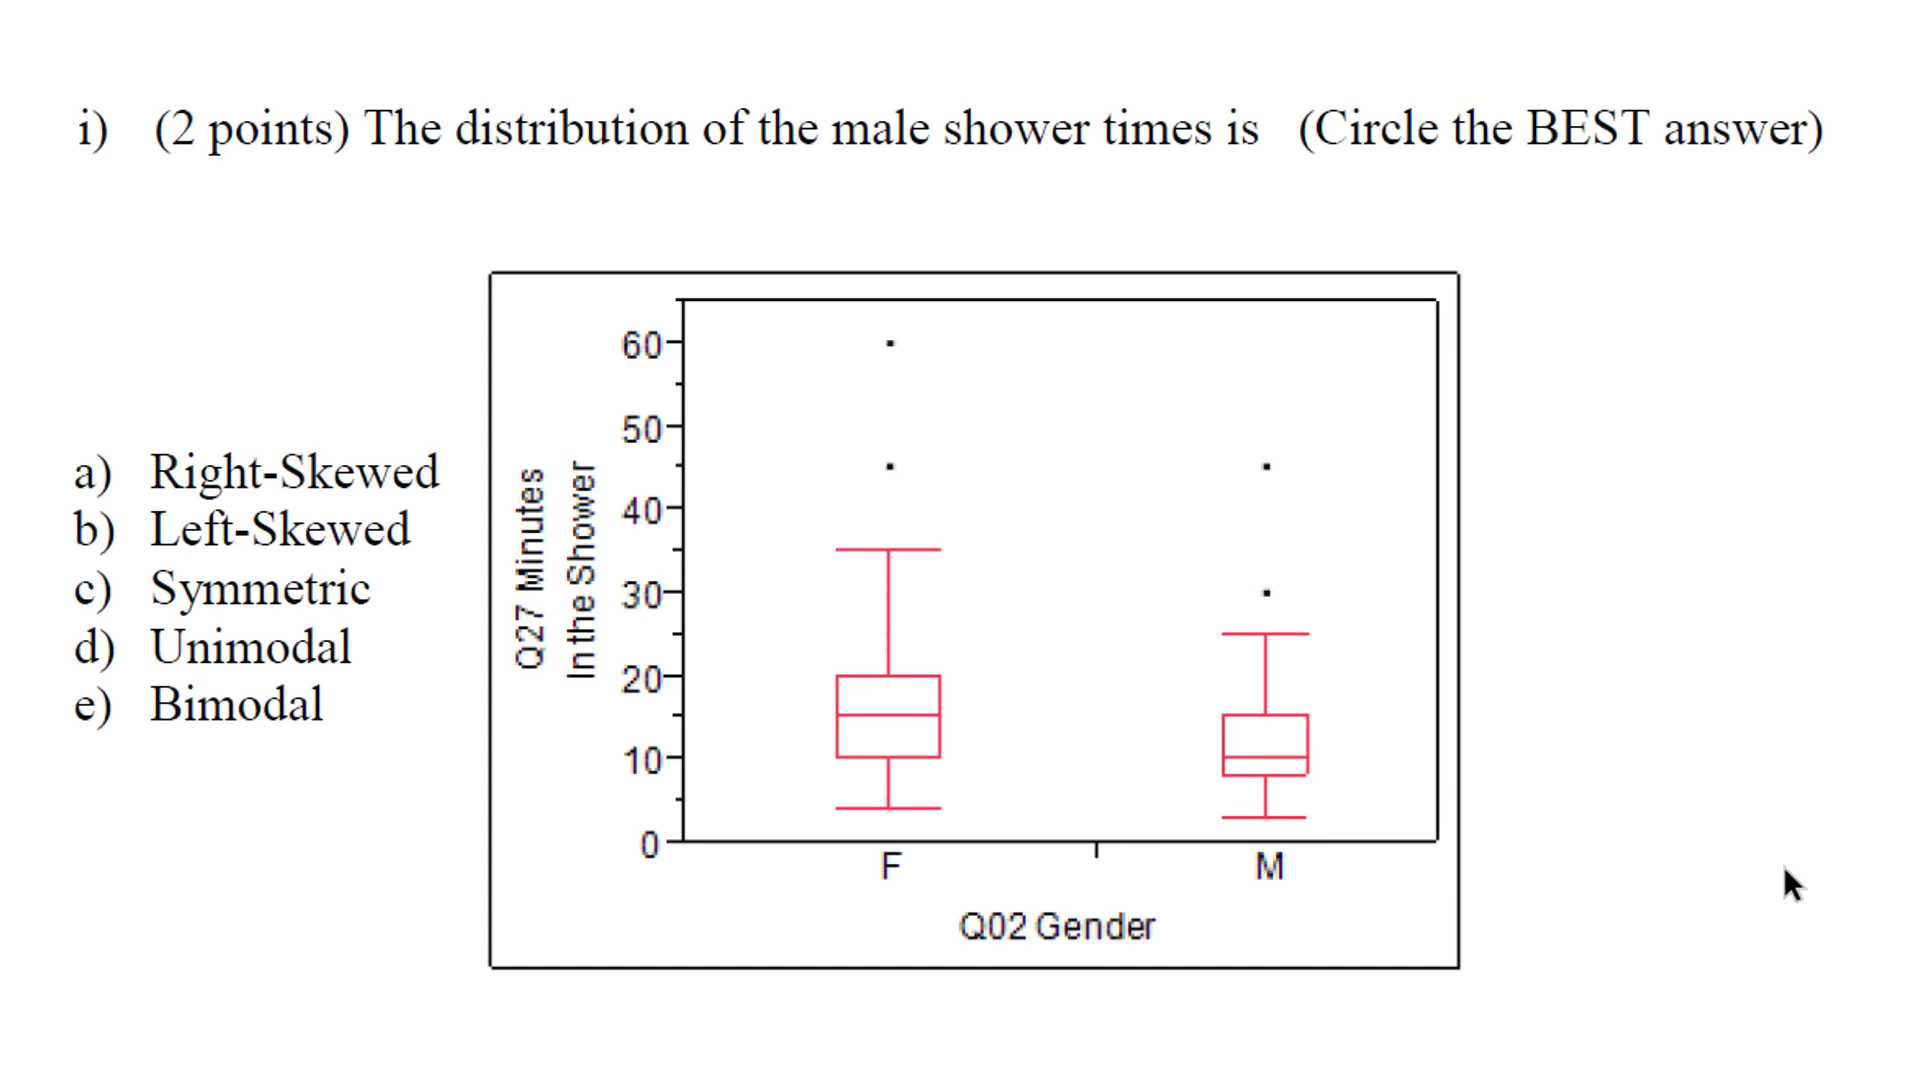 i) (2 points) The distribution of the male shower times is (Circle the BEST answer)
a) Right-Skewed
b) Left-Skewed
c) Symmetric
d) Unimodal
e) Bimodal
Q27 Minutes
In the Shower
60
50
40
30
20
10
0
F M
Q02 Gender